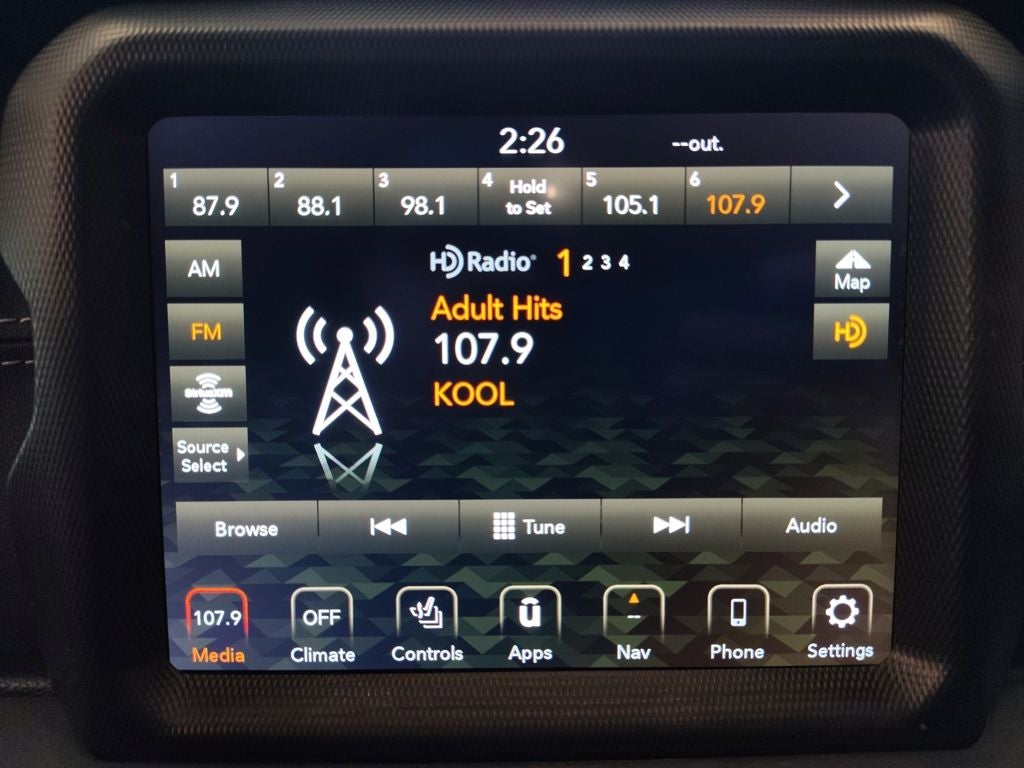 2:26 --out.
1 87.9 2 88.1 3 98.1 4 Hold to Set 5 105.1 6 107.9
AM
HD Radio 1 2 3 4
Map
Adult Hits
FM
107.9
HD
KOOL
SiriusXM
Source
Select
Browse Tune Audio
107.9 OFF û --
Media Climate Controls Apps Nav Phone Settings